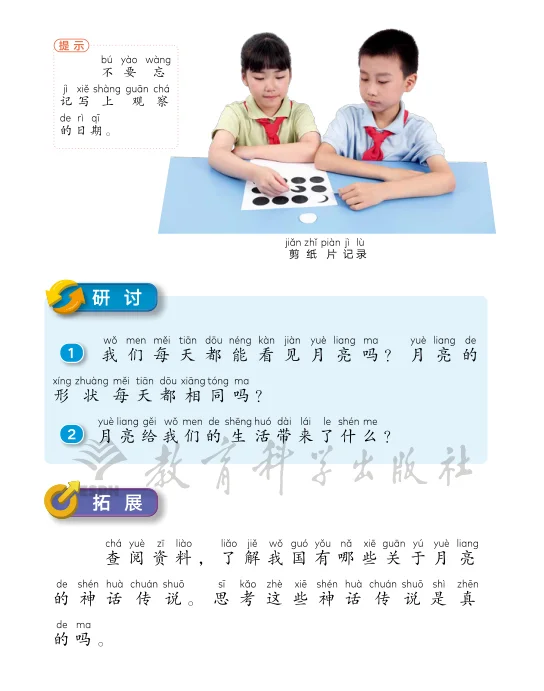 提示
bú yào wàng
不要忘
jì xiě shàng guān chá
记写上观察
de rì qī
的日期。
jiǎn zhǐ piàn jì lù
剪纸片记录
研讨
wǒ men měi tiān dōu néng kàn jiàn yuè liang ma yuè liang de
1 我们每天都能看见月亮吗？月亮的
xíng zhuàng měi tiān dōu xiāng tóng ma
形状每天都相同吗？
yuè liang gěi wǒ men de shēng huó dài lái le shén me
2 月亮给我们的生活带来了什么？
教育科学出版社
拓展
chá yuè zī liào liǎo jiě wǒ guó yǒu nǎ xiē guān yú yuè liang
查阅资料，了解我国有哪些关于月亮
de shén huà chuán shuō sī kǎo zhè xiē shén huà chuán shuō shì zhēn
的神话传说。思考这些神话传说是真
de ma
的吗。